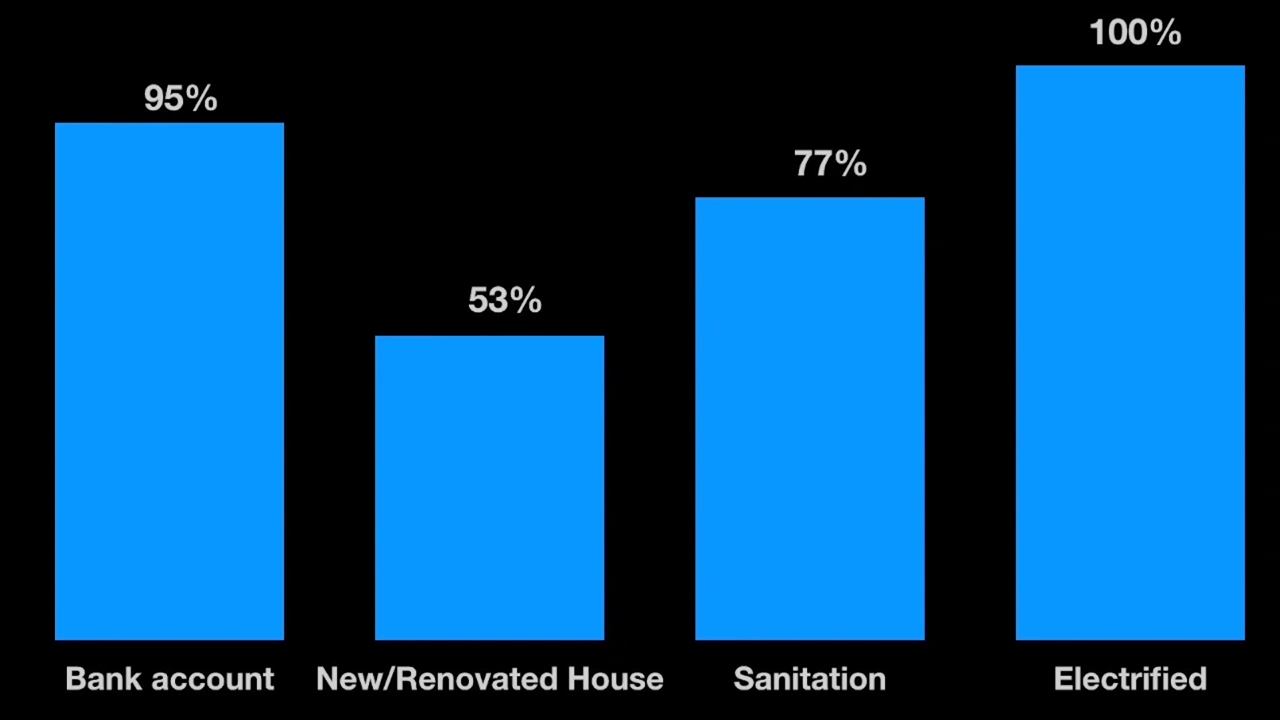 95%
53%
77%
100%
Bank account
New/Renovated House
Sanitation
Electrified